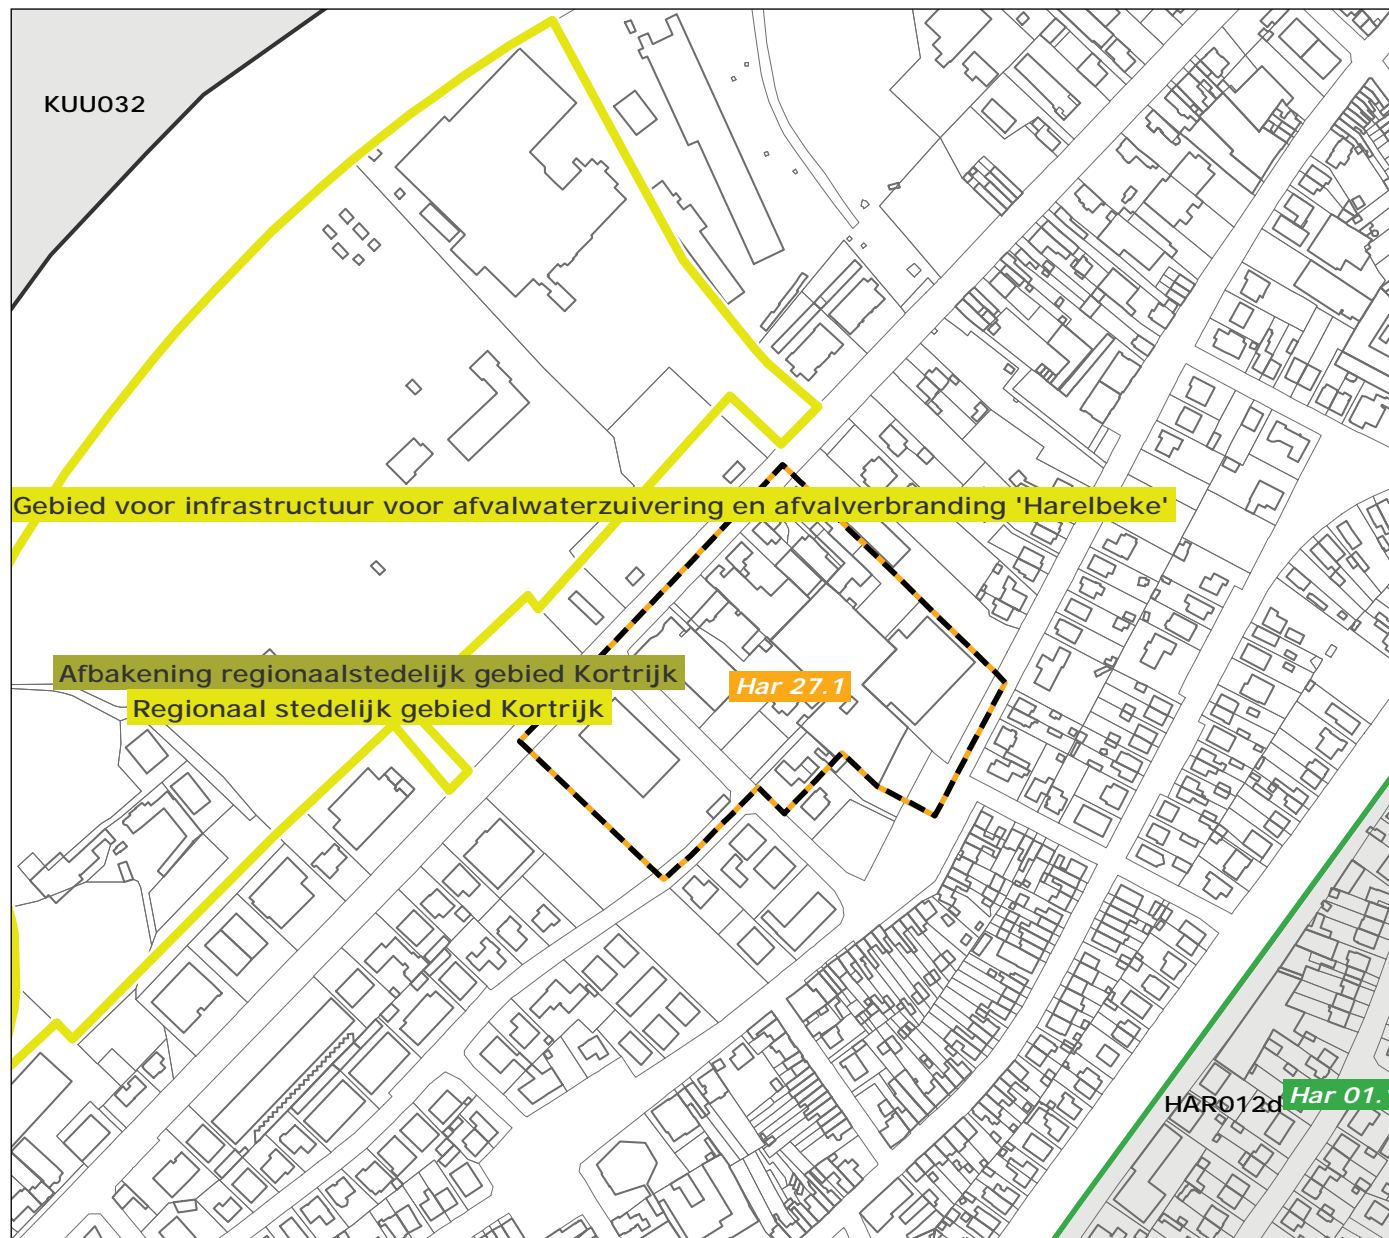 KUU032
Gebied voor infrastructuur voor afvalwaterzuivering en afvalverbranding 'Harelbeke'
Afbakening regionaalstedelijk gebied Kortrijk
Har 27.1
Regionaal stedelijk gebied Kortrijk
HAR012d
Har 01.